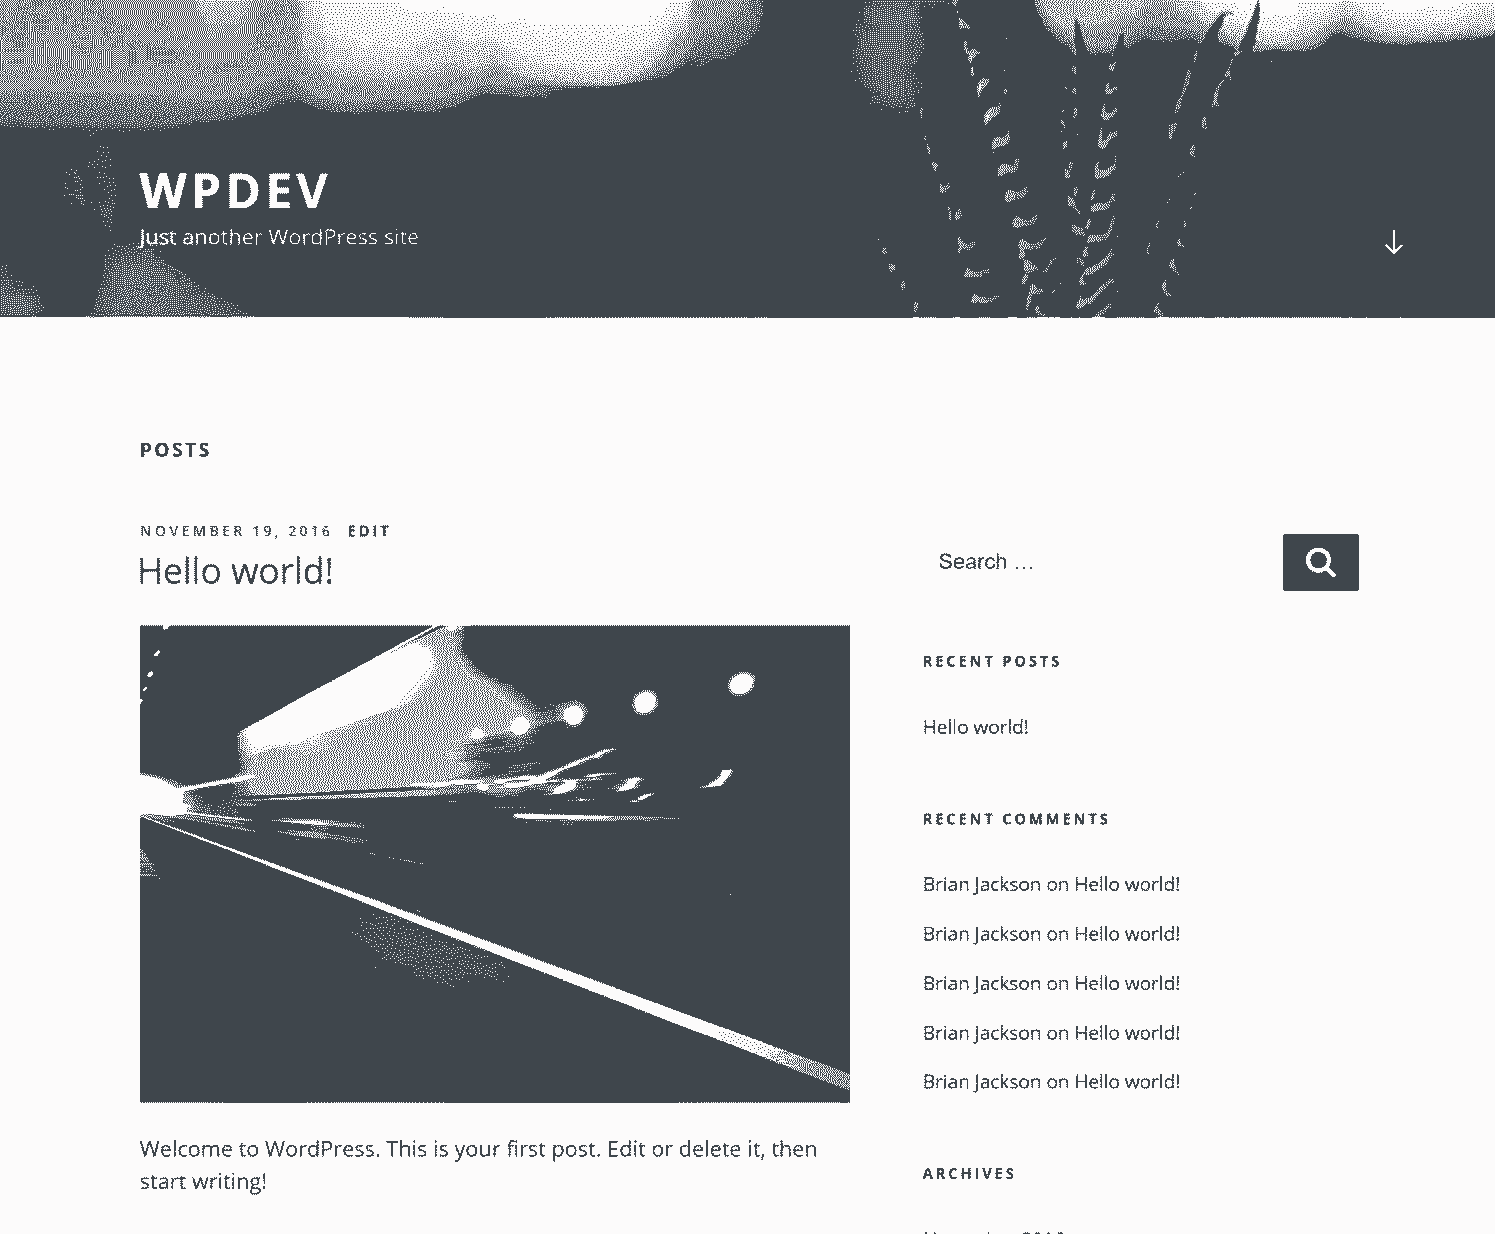 WPDEV
Just another WordPress site
POSTS
NOVEMBER 19, 2016 EDIT
Hello world!
Welcome to WordPress. This is your first post. Edit or delete it, then
start writing!
Search …
RECENT POSTS
Hello world!
RECENT COMMENTS
Brian Jackson on Hello world!
Brian Jackson on Hello world!
Brian Jackson on Hello world!
Brian Jackson on Hello world!
Brian Jackson on Hello world!
ARCHIVES